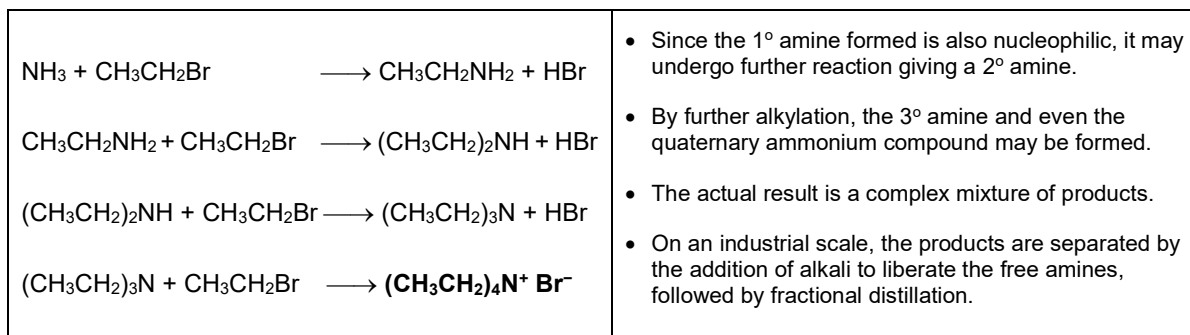 NH₃ + CH₃CH₂Br ⟶ CH₃CH₂NH₂ + HBr
CH₃CH₂NH₂ + CH₃CH₂Br ⟶ (CH₃CH₂)₂NH + HBr
(CH₃CH₂)₂NH + CH₃CH₂Br ⟶ (CH₃CH₂)₃N + HBr
(CH₃CH₂)₃N + CH₃CH₂Br ⟶ (CH₃CH₂)₄N⁺ Br⁻
• Since the 1º amine formed is also nucleophilic, it may
undergo further reaction giving a 2º amine.
• By further alkylation, the 3º amine and even the
quaternary ammonium compound may be formed.
• The actual result is a complex mixture of products.
• On an industrial scale, the products are separated by
the addition of alkali to liberate the free amines,
followed by fractional distillation.